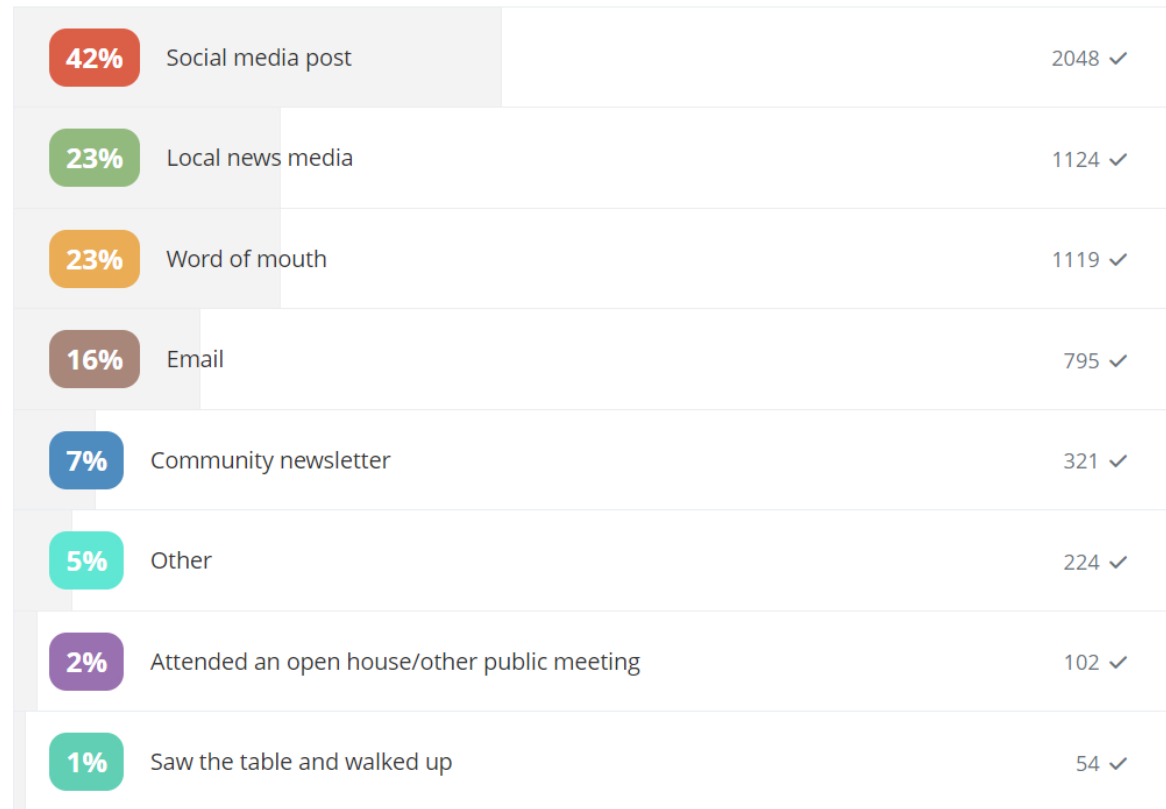 42% Social media post 2048 ✓
23% Local news media 1124 ✓
23% Word of mouth 1119 ✓
16% Email 795 ✓
7% Community newsletter 321 ✓
5% Other 224 ✓
2% Attended an open house/other public meeting 102 ✓
1% Saw the table and walked up 54 ✓